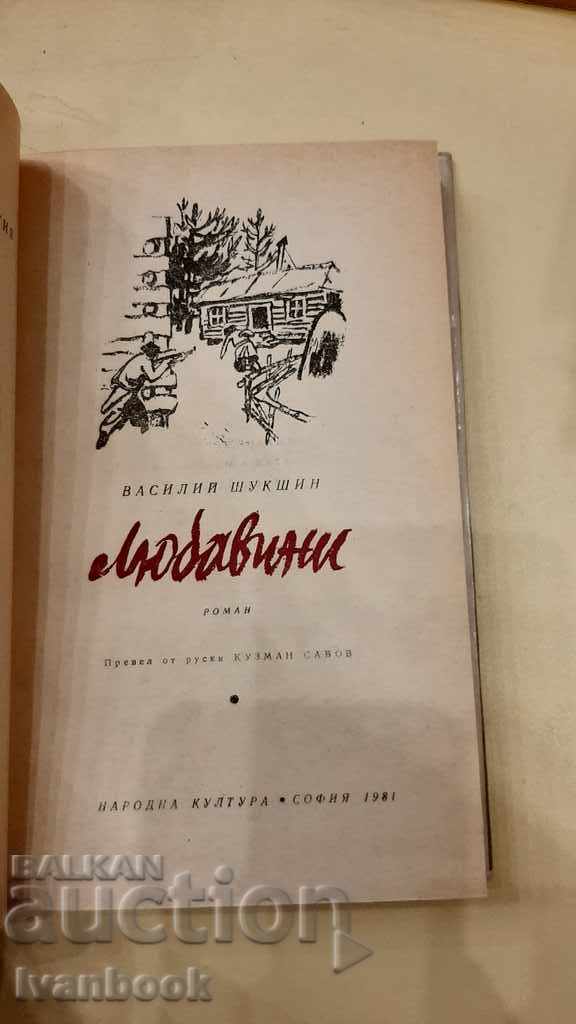 ВАСИЛИЙ ШУКШИН
Любавини
РОМАН
Превел от руски КУЗМАН САВОВ
НАРОДНА КУЛТУРА • СОФИЯ 1981
BALKAN
auction
Ivanbook